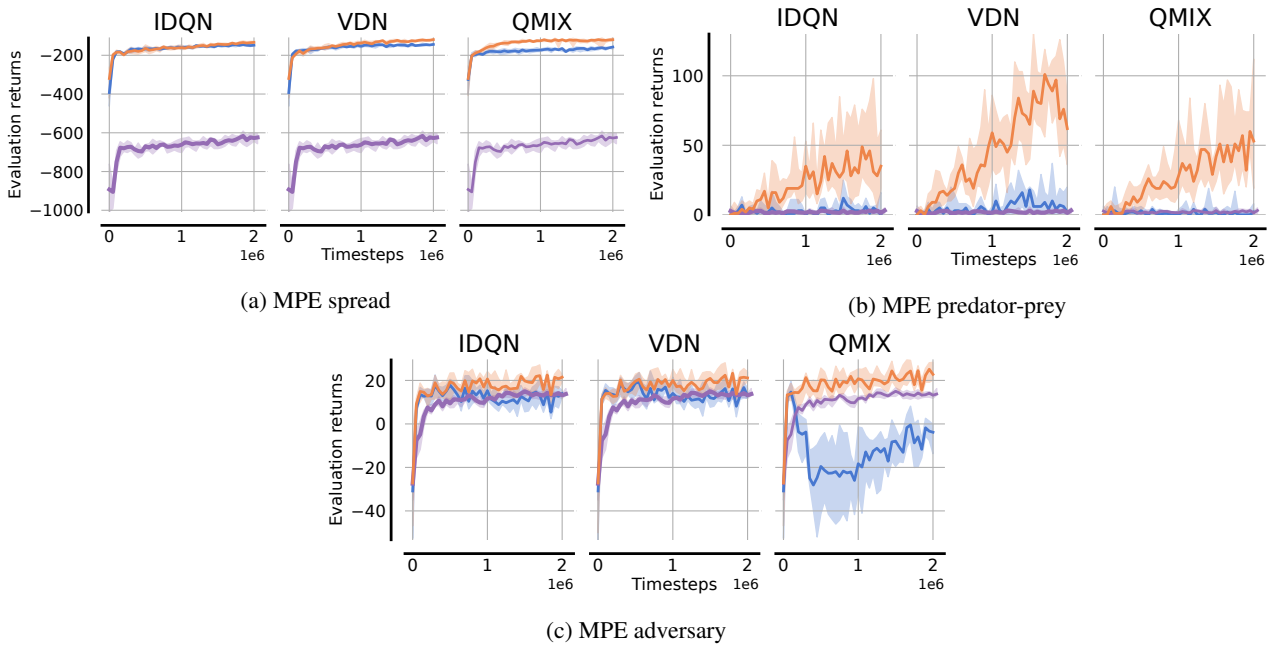 IDQN VDN QMIX
Evaluation returns
−200
−400
−600
−800
−1000
0 1 2 0 1 2 0 1 2
1e6 Timesteps 1e6 1e6
(a) MPE spread
IDQN VDN QMIX
Evaluation returns
100
50
0
0 1 2 0 1 2 0 1 2
1e6 Timesteps 1e6 1e6
(b) MPE predator-prey
IDQN VDN QMIX
Evaluation returns
20
0
−20
−40
0 1 2 0 1 2 0 1 2
1e6 Timesteps 1e6 1e6
(c) MPE adversary